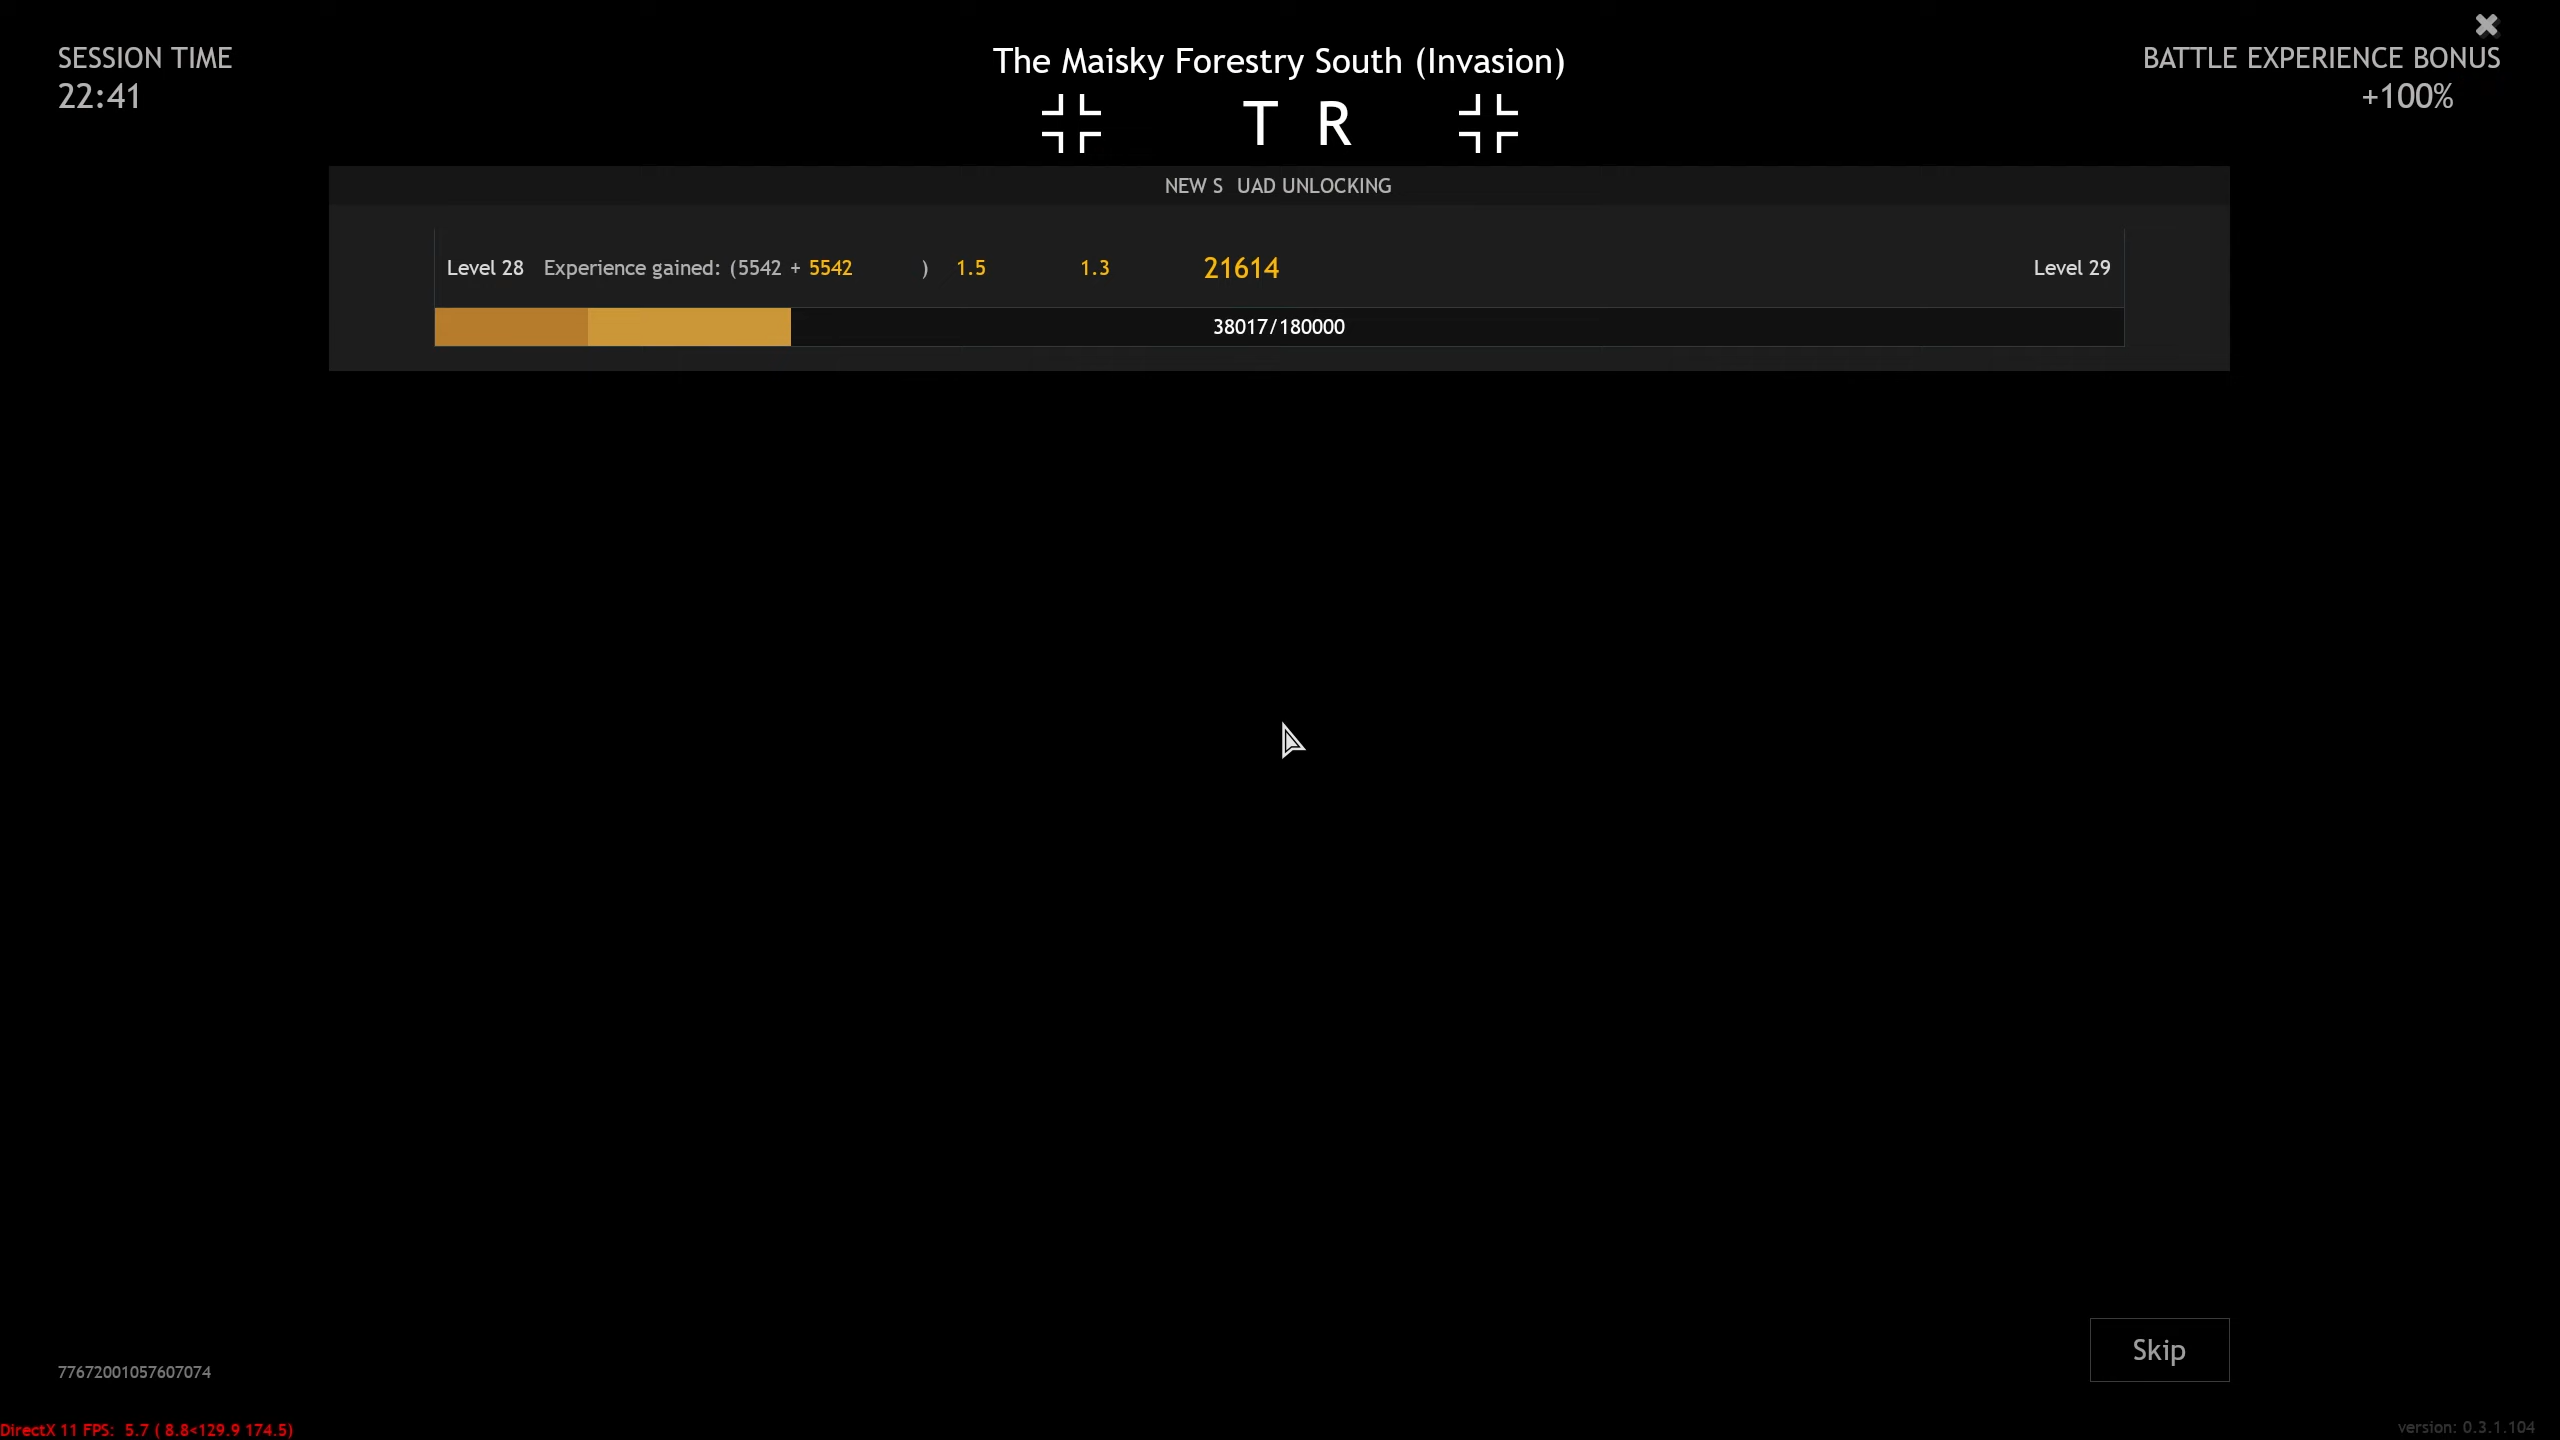 SESSION TIME
22:41
The Maisky Forestry South (Invasion)
T R
BATTLE EXPERIENCE BONUS
+100%
NEW S UAD UNLOCKING
Level 28 Experience gained: (5542 + 5542 ) 1.5 1.3 21614 Level 29
38017/180000
Skip
77672001057607074
DirectX 11 FPS: 5.7 ( 8.8<129.9 174.5)
version: 0.3.1.104